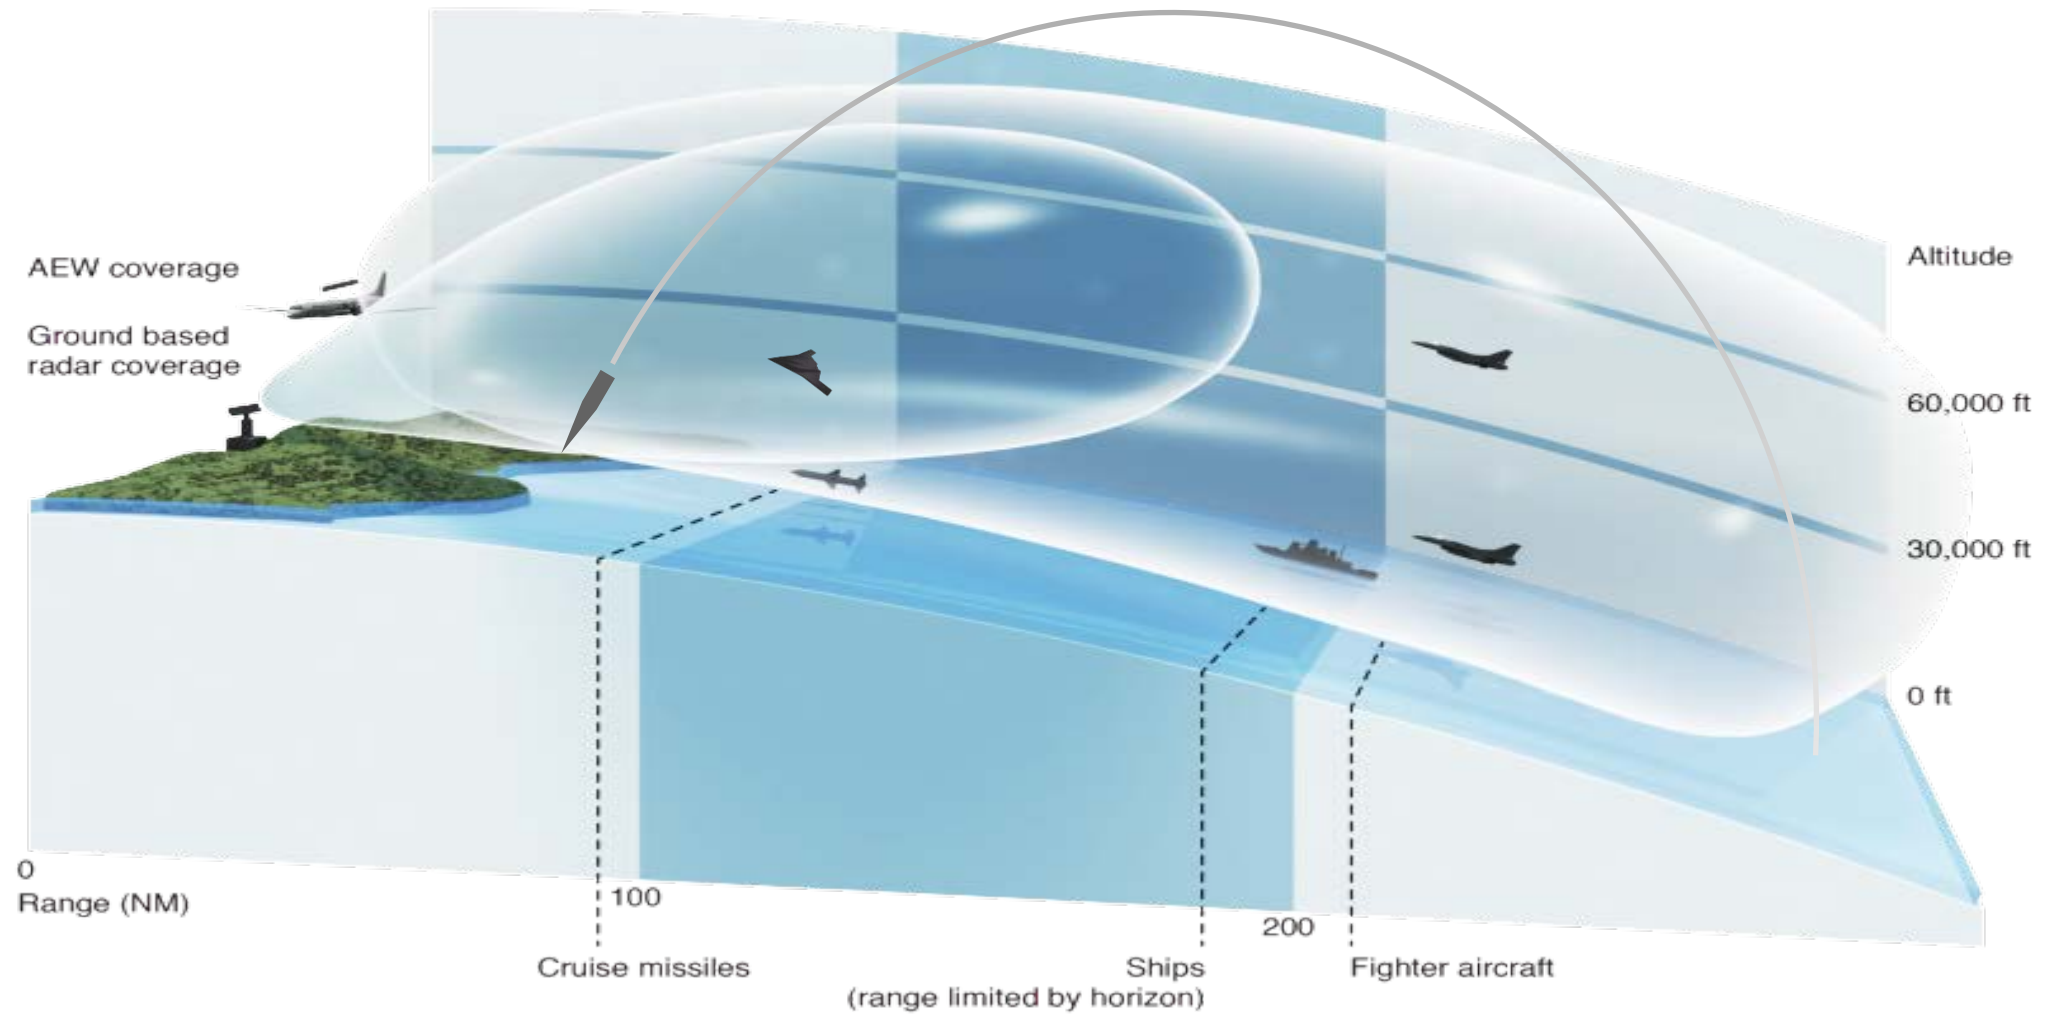 AEW coverage
Ground based
radar coverage
Altitude
60,000 ft
30,000 ft
0 ft
0
Range (NM)
100
200
Cruise missiles
Ships
(range limited by horizon)
Fighter aircraft